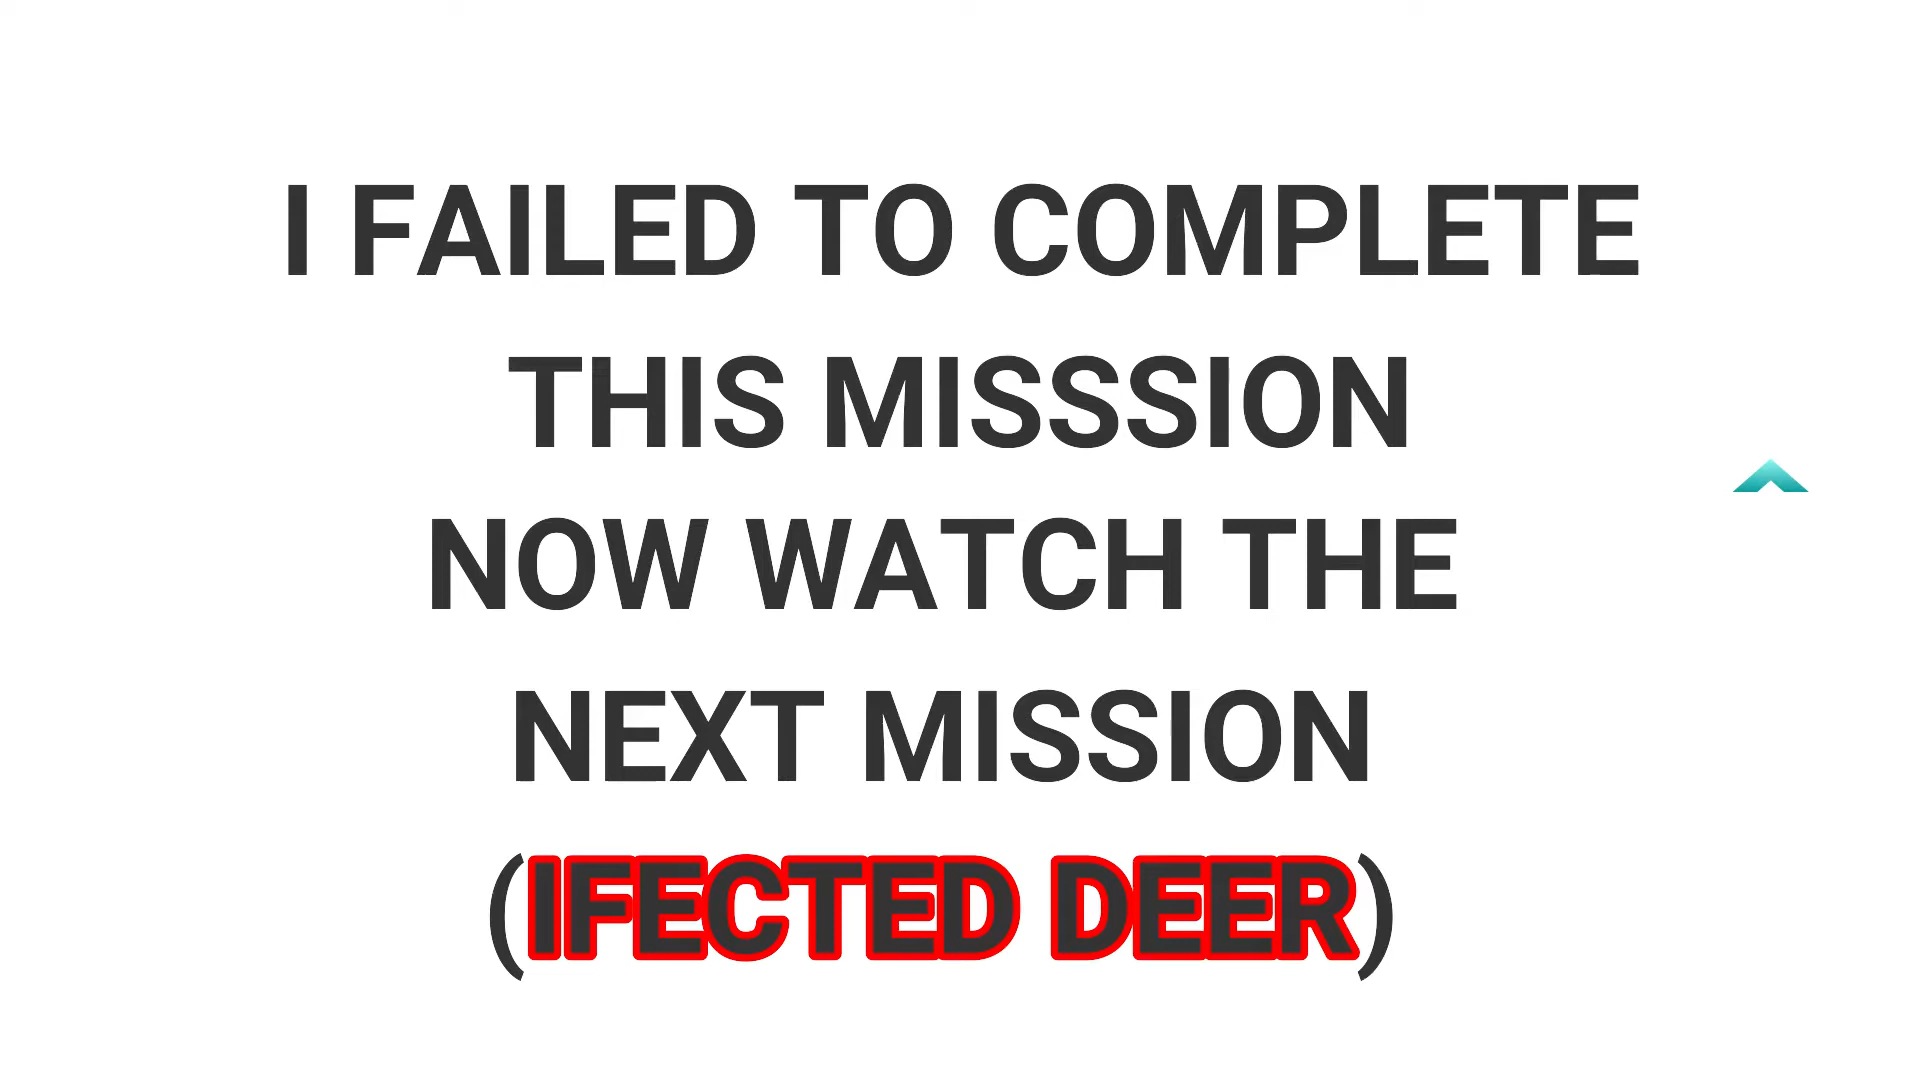 I FAILED TO COMPLETE
THIS MISSSION
NOW WATCH THE
NEXT MISSION
(IFECTED DEER)